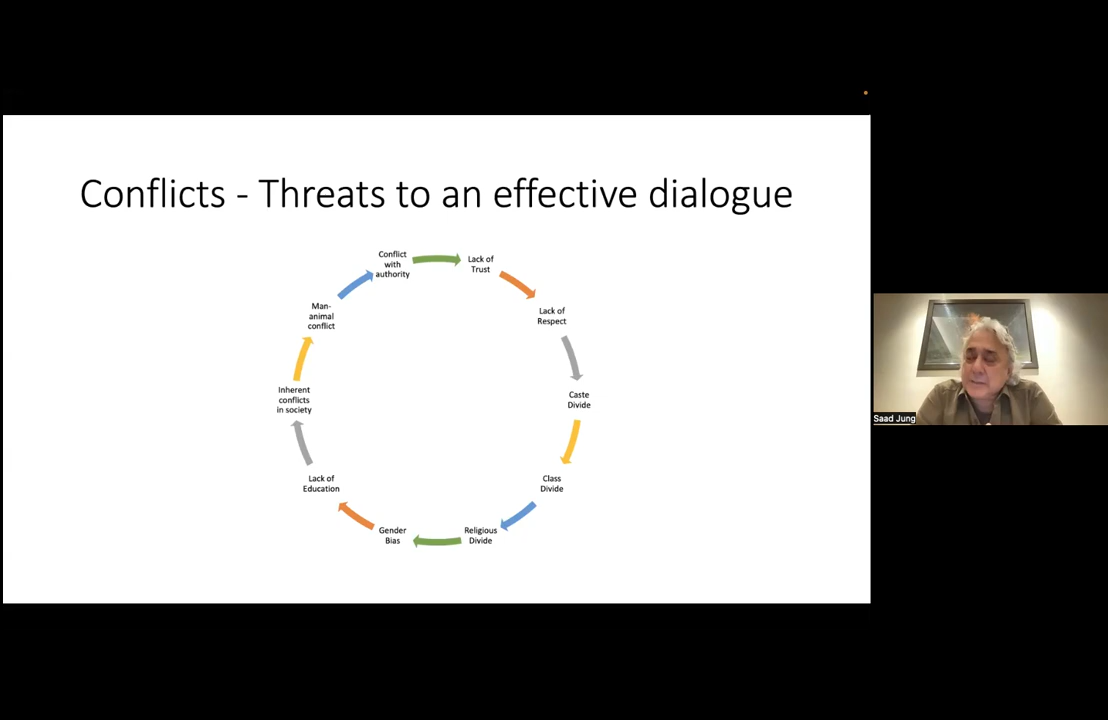 Conflicts - Threats to an effective dialogue
Conflict
with
authority
Lack of
Trust
Lack of
Respect
Caste
Divide
Class
Divide
Religious
Divide
Gender
Bias
Lack of
Education
Inherent
conflicts
in society
Man-
animal
conflict
Saad Jung